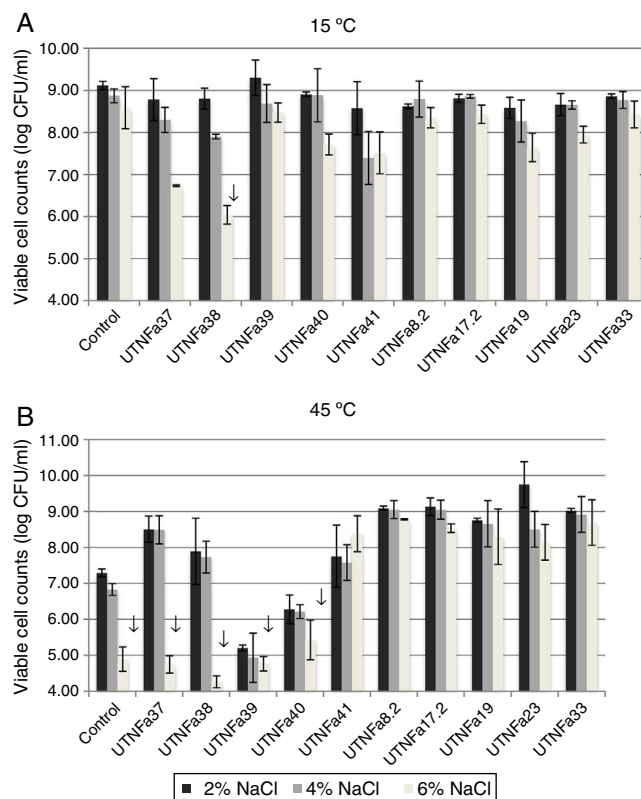 A
15 ºC
Viable cell counts (log CFU/ml)
10.00
9.00
8.00
7.00
6.00
5.00
4.00
Control
UTNFa37
UTNFa38
UTNFa39
UTNFa40
UTNFa41
UTNFa8.2
UTNFa17.2
UTNFa19
UTNFa23
UTNFa33
B
45 ºC
Viable cell counts (log CFU/ml)
11.00
10.00
9.00
8.00
7.00
6.00
5.00
4.00
Control
UTNFa37
UTNFa38
UTNFa39
UTNFa40
UTNFa41
UTNFa8.2
UTNFa17.2
UTNFa19
UTNFa23
UTNFa33
2% NaCl 4% NaCl 6% NaCl